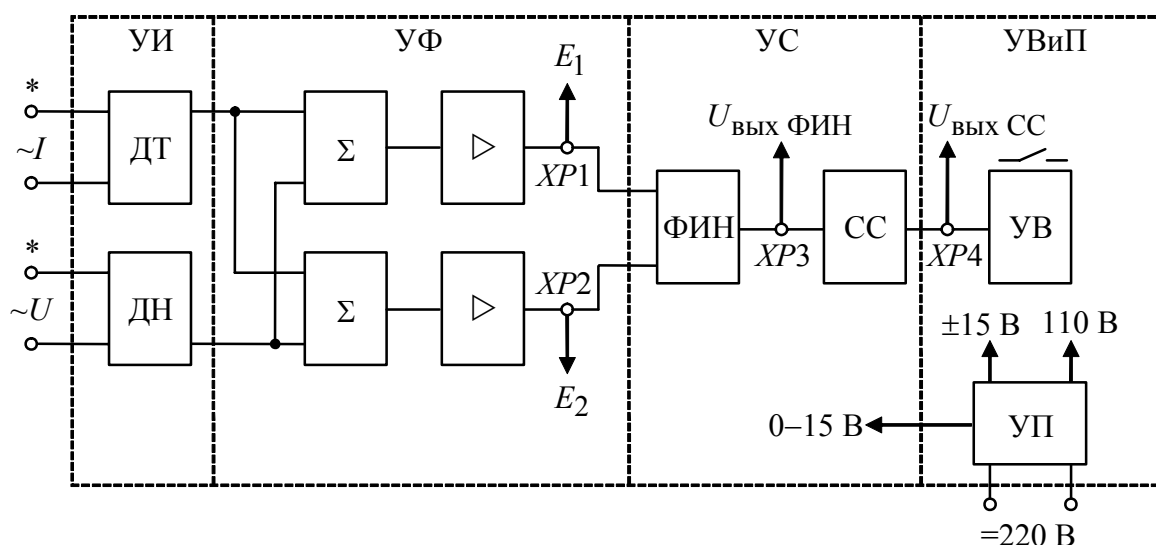 УИ
УФ
УС
УВиП
*
~I
ДТ
Σ
▷
E1
XP1
Uвых ФИН
Uвых СС
ФИН
XP3
СС
XP4
УВ
*
~U
ДН
Σ
▷
XP2
E2
±15 В
110 В
0–15 В
УП
=220 В